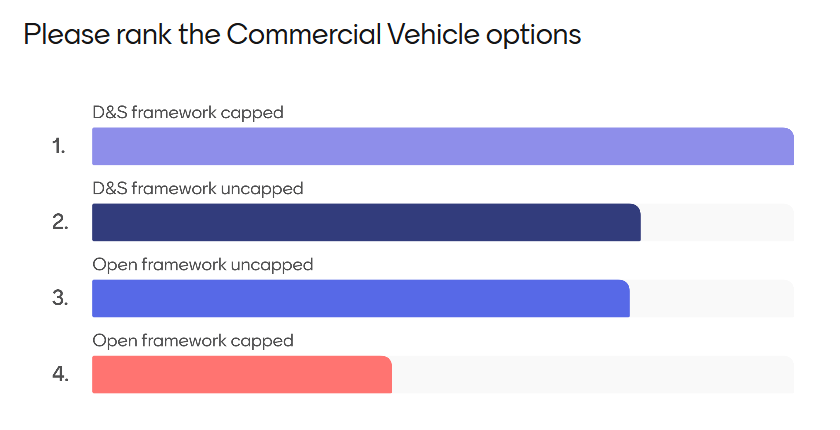 Please rank the Commercial Vehicle options
D&S framework capped
1.
D&S framework uncapped
2.
Open framework uncapped
3.
Open framework capped
4.